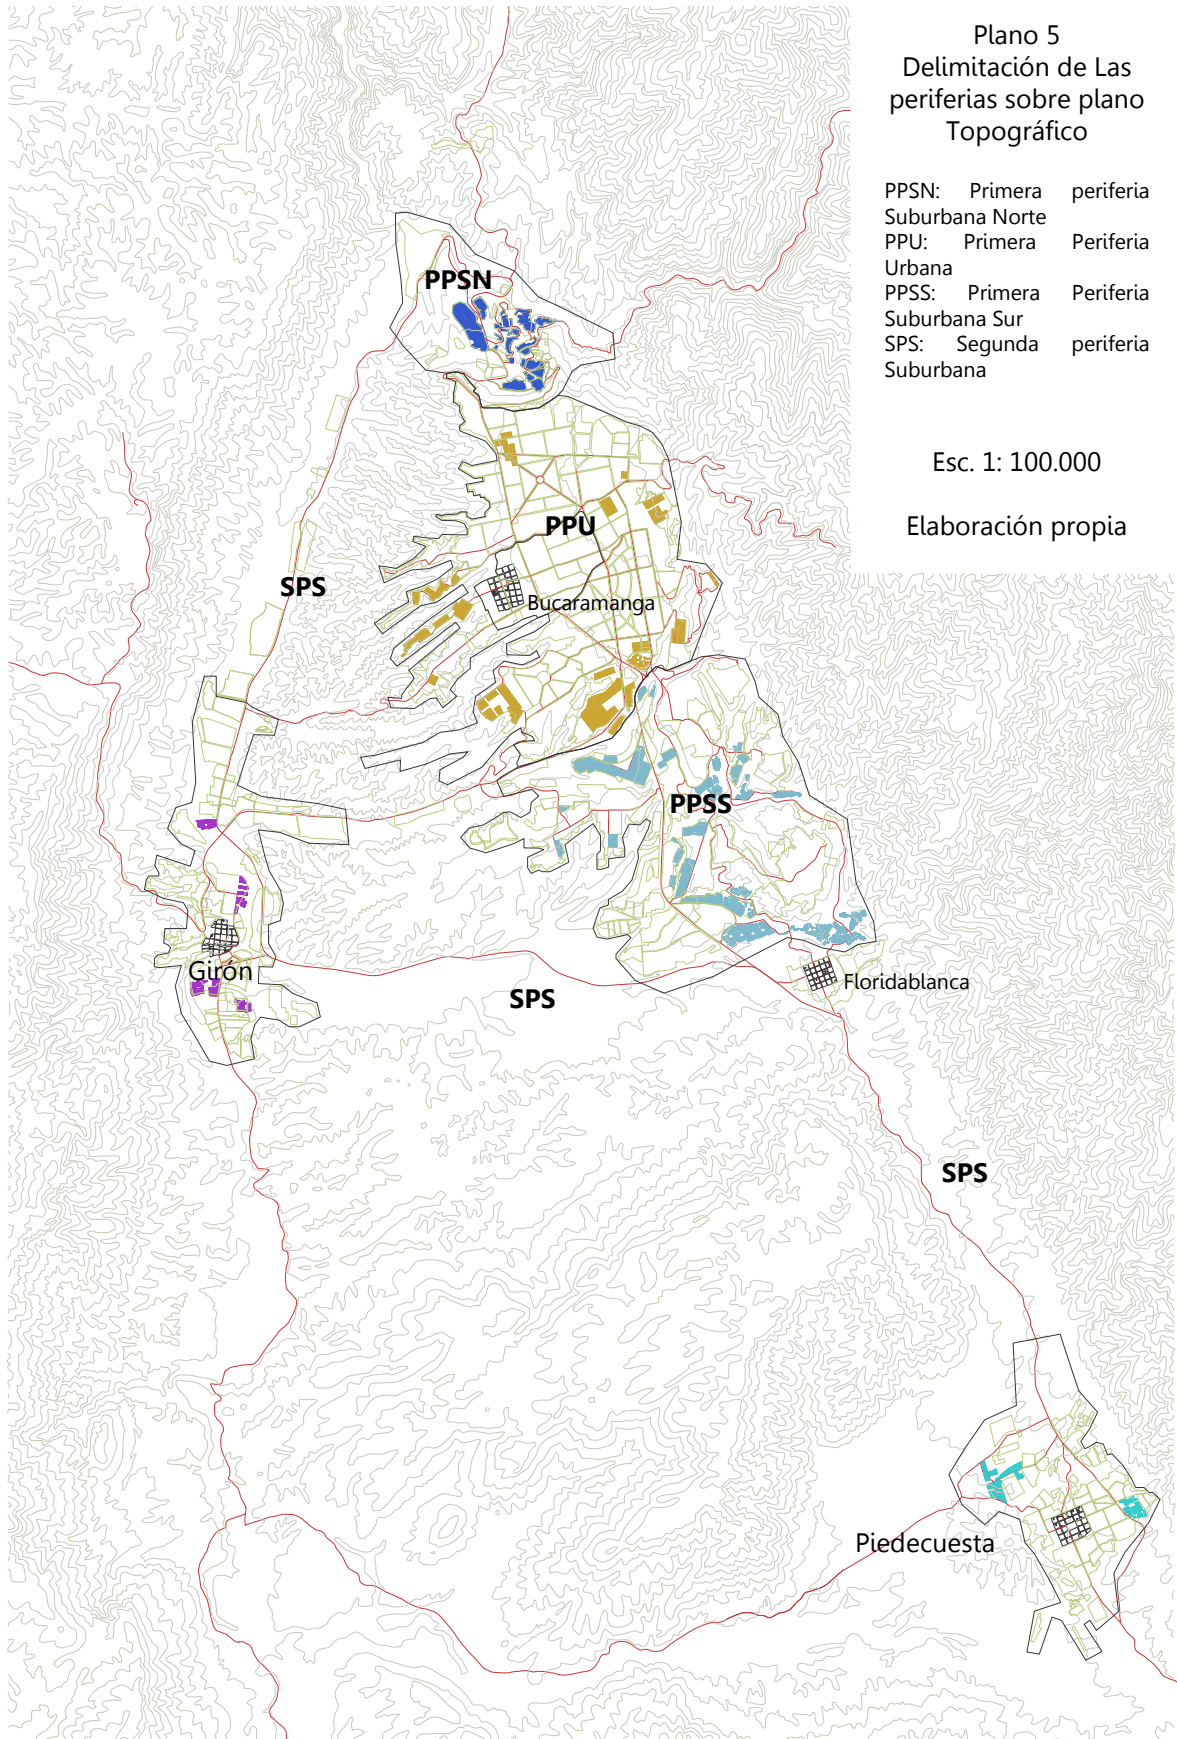 Plano 5
Delimitación de Las
periferias sobre plano
Topográfico
PPSN: Primera periferia
Suburbana Norte
PPU: Primera Periferia
Urbana
PPSS: Primera Periferia
Suburbana Sur
SPS: Segunda periferia
Suburbana
Esc. 1: 100.000
Elaboración propia
PPSN
PPU
SPS
Bucaramanga
PPSS
Girón
Floridablanca
SPS
SPS
Piedecuesta